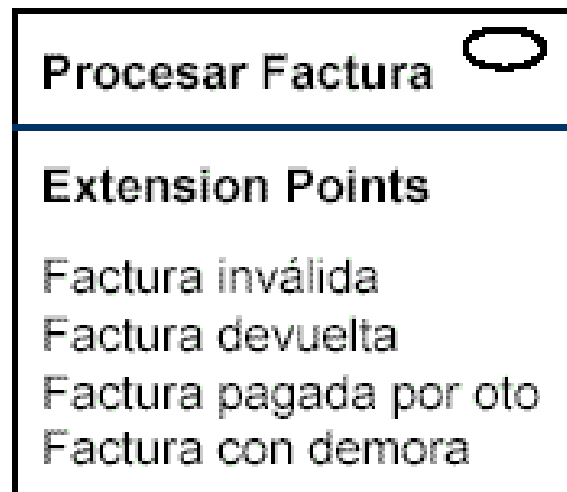 Procesar Factura
Extension Points
Factura inválida
Factura devuelta
Factura pagada por oto
Factura con demora